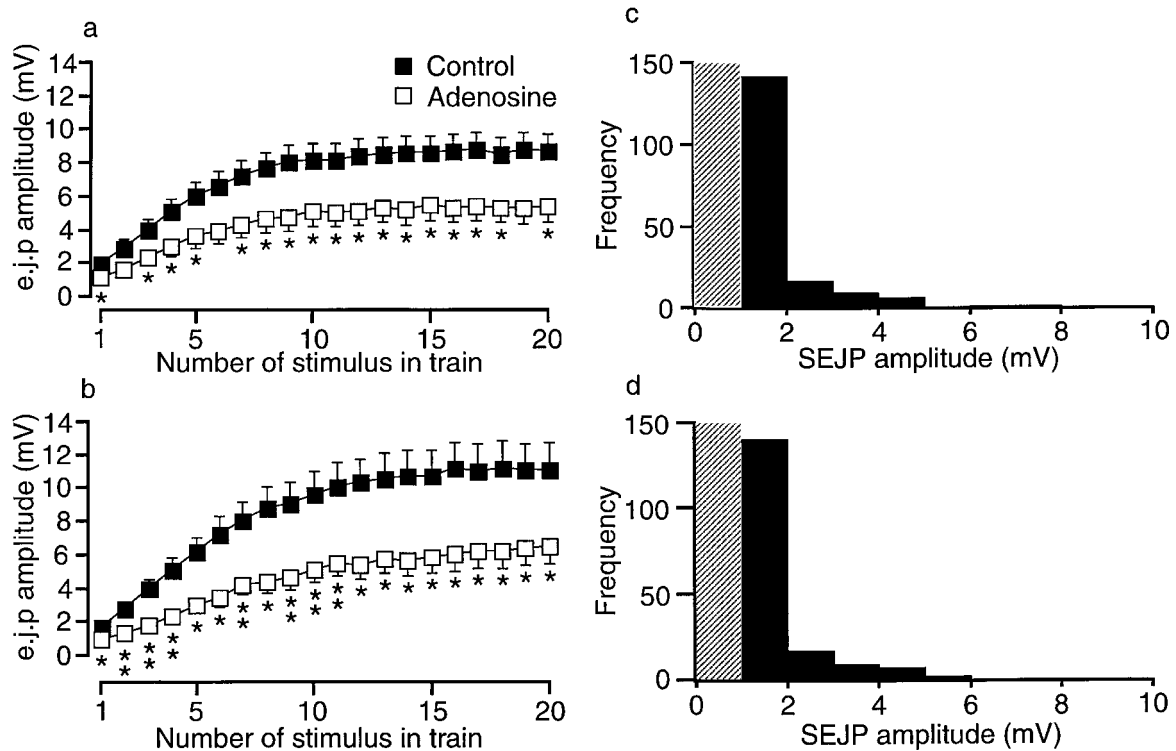 a
e.j.p amplitude (mV)
14
12
10
8
6
4
2
0
Control
Adenosine
* * * * * * * * * * * * * * * * *
1 5 10 15 20
Number of stimulus in train
b
e.j.p amplitude (mV)
14
12
10
8
6
4
2
0
* * * * * * * * * * * * * * * * * * * *
* * * * * * *
1 5 10 15 20
Number of stimulus in train
c
Frequency
150
100
50
0
0 2 4 6 8 10
SEJP amplitude (mV)
d
Frequency
150
100
50
0
0 2 4 6 8 10
SEJP amplitude (mV)